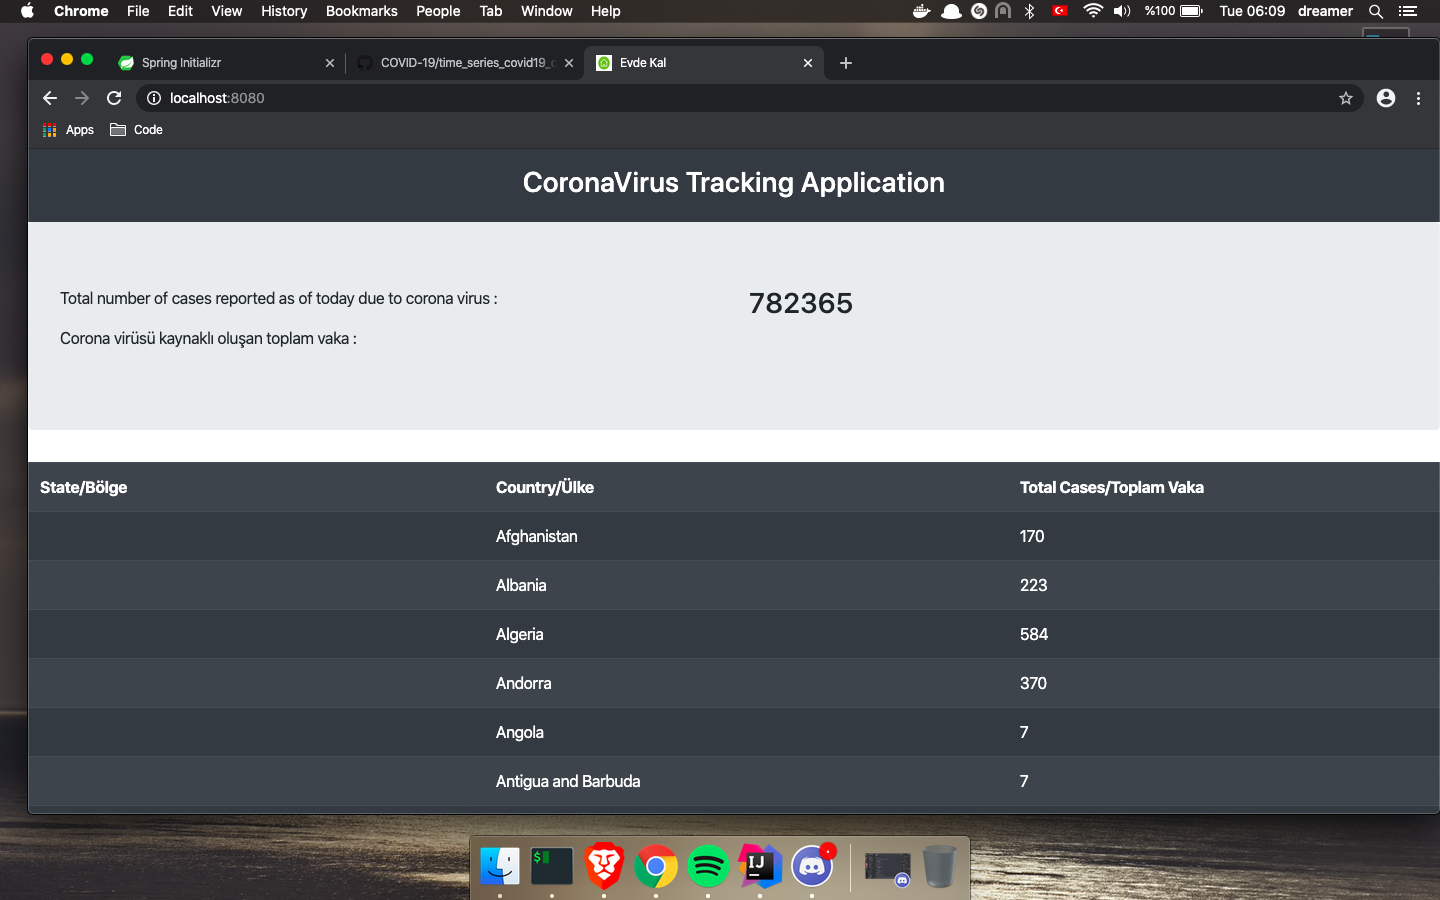 Chrome File Edit View History Bookmarks People Tab Window Help %100 Tue 06:09 dreamer
Spring Initializr COVID-19/time_series_covid19_ Evde Kal
localhost:8080
Apps Code
CoronaVirus Tracking Application
Total number of cases reported as of today due to corona virus : 782365
Corona virüsü kaynaklı oluşan toplam vaka :
State/Bölge Country/Ülke Total Cases/Toplam Vaka
Afghanistan 170
Albania 223
Algeria 584
Andorra 370
Angola 7
Antigua and Barbuda 7
$
IJ